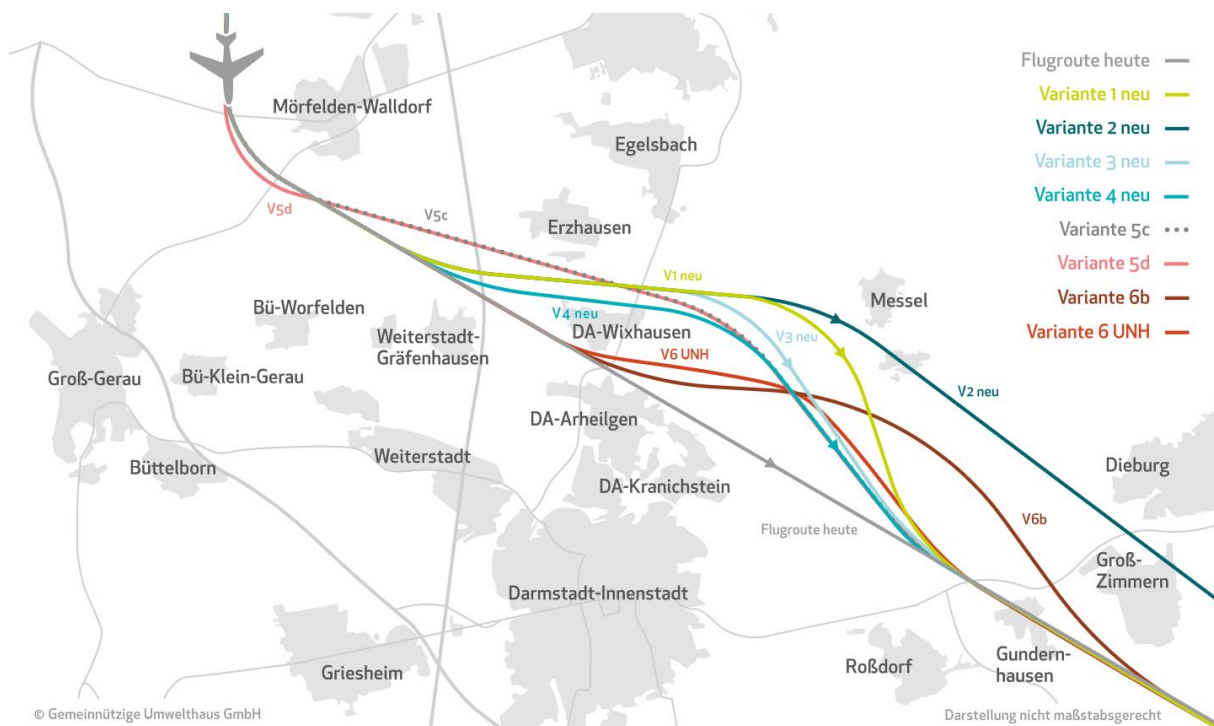 Flugroute heute
Variante 1 neu
Variante 2 neu
Variante 3 neu
Variante 4 neu
Variante 5c
Variante 5d
Variante 6b
Variante 6 UNH
Mörfelden-Walldorf
Egelsbach
V5d
V5c
Erzhausen
V1 neu
Messel
Bü-Worfelden
V4 neu
DA-Wixhausen
V3 neu
Weiterstadt-
Gräfenhausen
V6 UNH
Groß-Gerau
Bü-Klein-Gerau
V2 neu
DA-Arheilgen
Büttelborn
Weiterstadt
Dieburg
DA-Kranichstein
V6b
Flugroute heute
Groß-
Zimmern
Darmstadt-Innenstadt
Griesheim
Roßdorf
Gundern-
hausen
© Gemeinnützige Umwelthaus GmbH
Darstellung nicht maßstabsgerecht